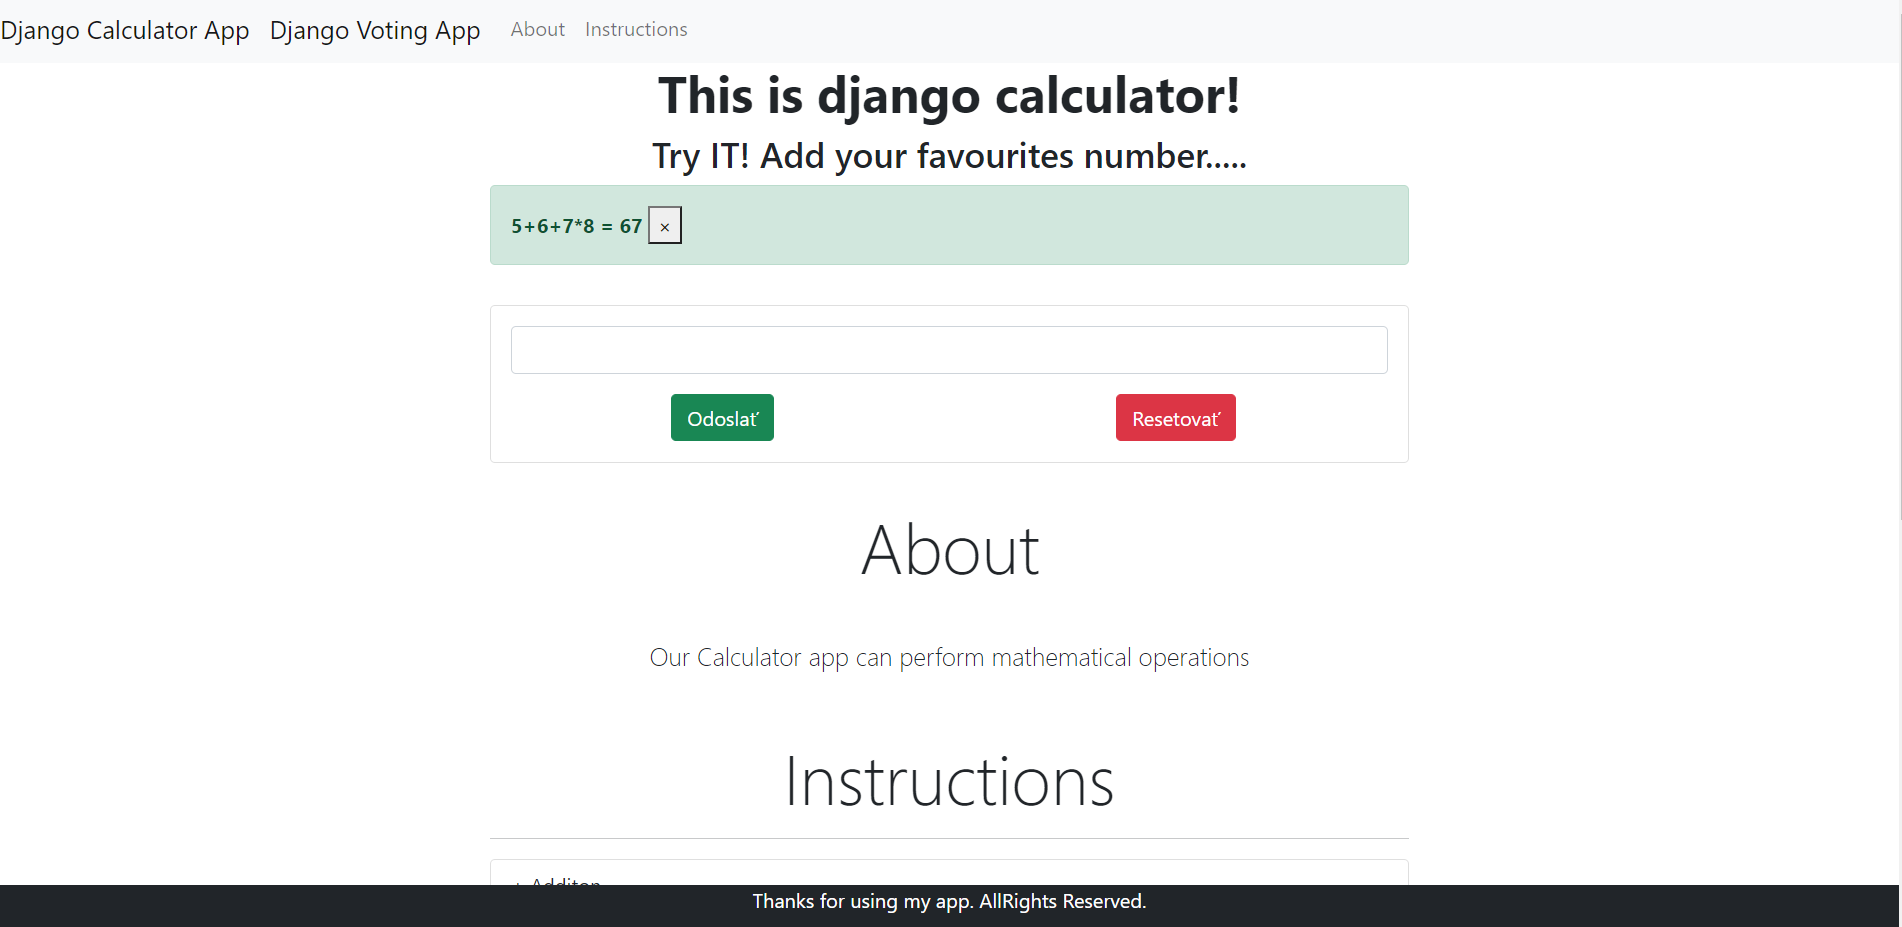 Django Calculator App Django Voting App About Instructions
This is django calculator!
Try IT! Add your favourites number.....
5+6+7*8 = 67 ×
Odoslať Resetovať
About
Our Calculator app can perform mathematical operations
Instructions
+ Additon
Thanks for using my app. AllRights Reserved.